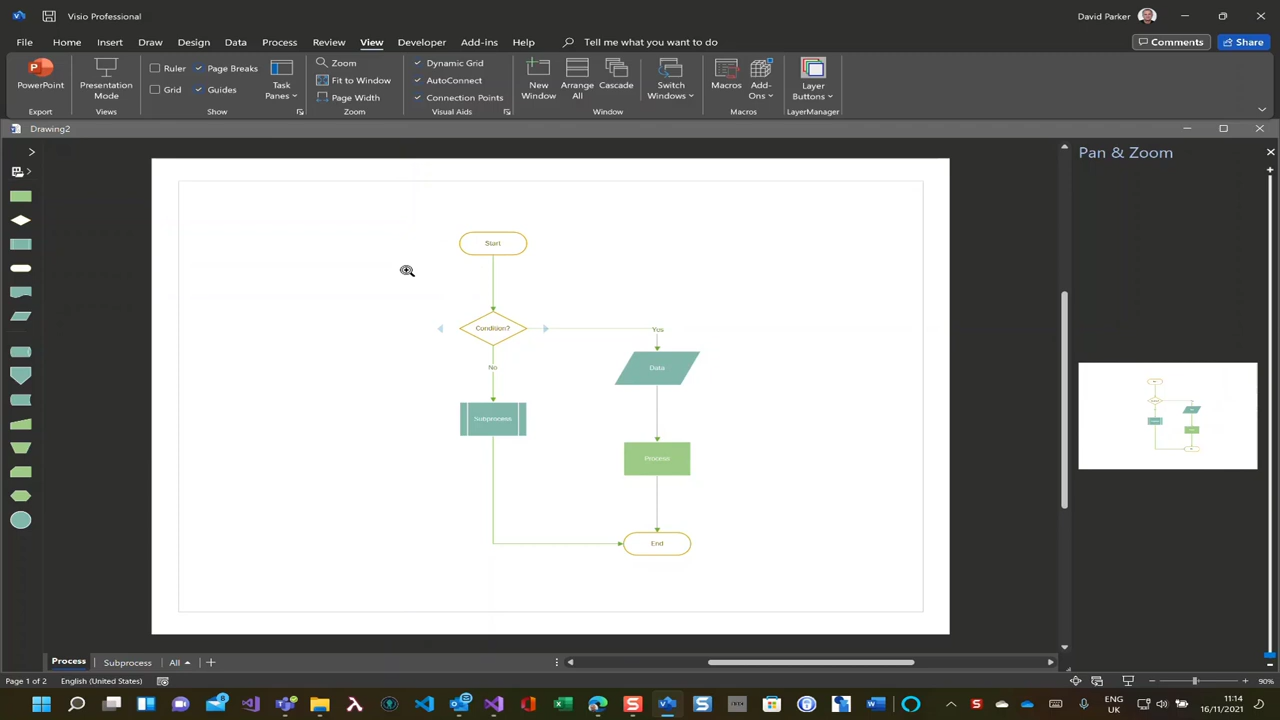 Visio Professional
David Parker
File Home Insert Draw Design Data Process Review View Developer Add-ins Help Tell me what you want to do
Comments Share
PowerPoint
Export
Presentation
Mode
Views
Ruler Page Breaks
Grid Guides
Task
Panes
Show
Zoom
Fit to Window
Page Width
Zoom
Dynamic Grid
AutoConnect
Connection Points
Visual Aids
New
Window
Arrange
All
Cascade
Switch
Windows
Window
Macros
Add-
Ons
Macros
Layer
Buttons
LayerManager
Drawing2
Pan & Zoom
Start
Condition?
Yes
No
Data
Subprocess
Process
End
Process Subprocess All
Page 1 of 2 English (United States)
90%
8
ENG
UK
11:14
16/11/2021